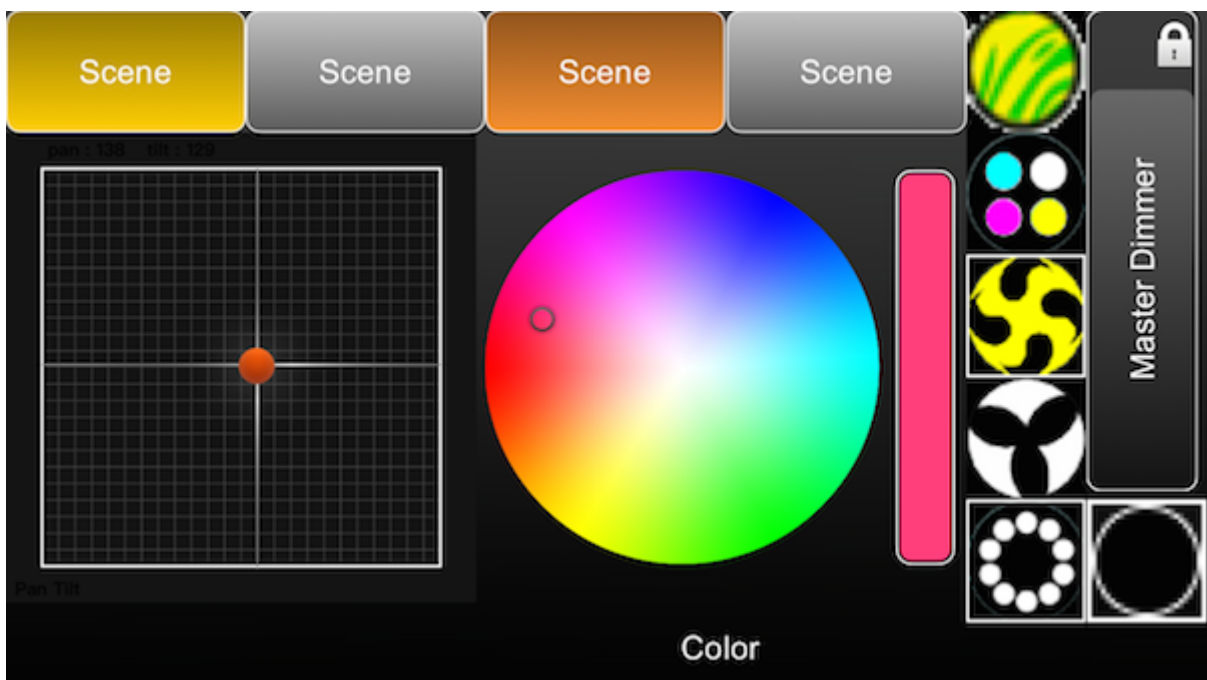 Scene
Scene
Scene
Scene
pan : 138 tilt : 129
Master Dimmer
Pan Tilt
Color